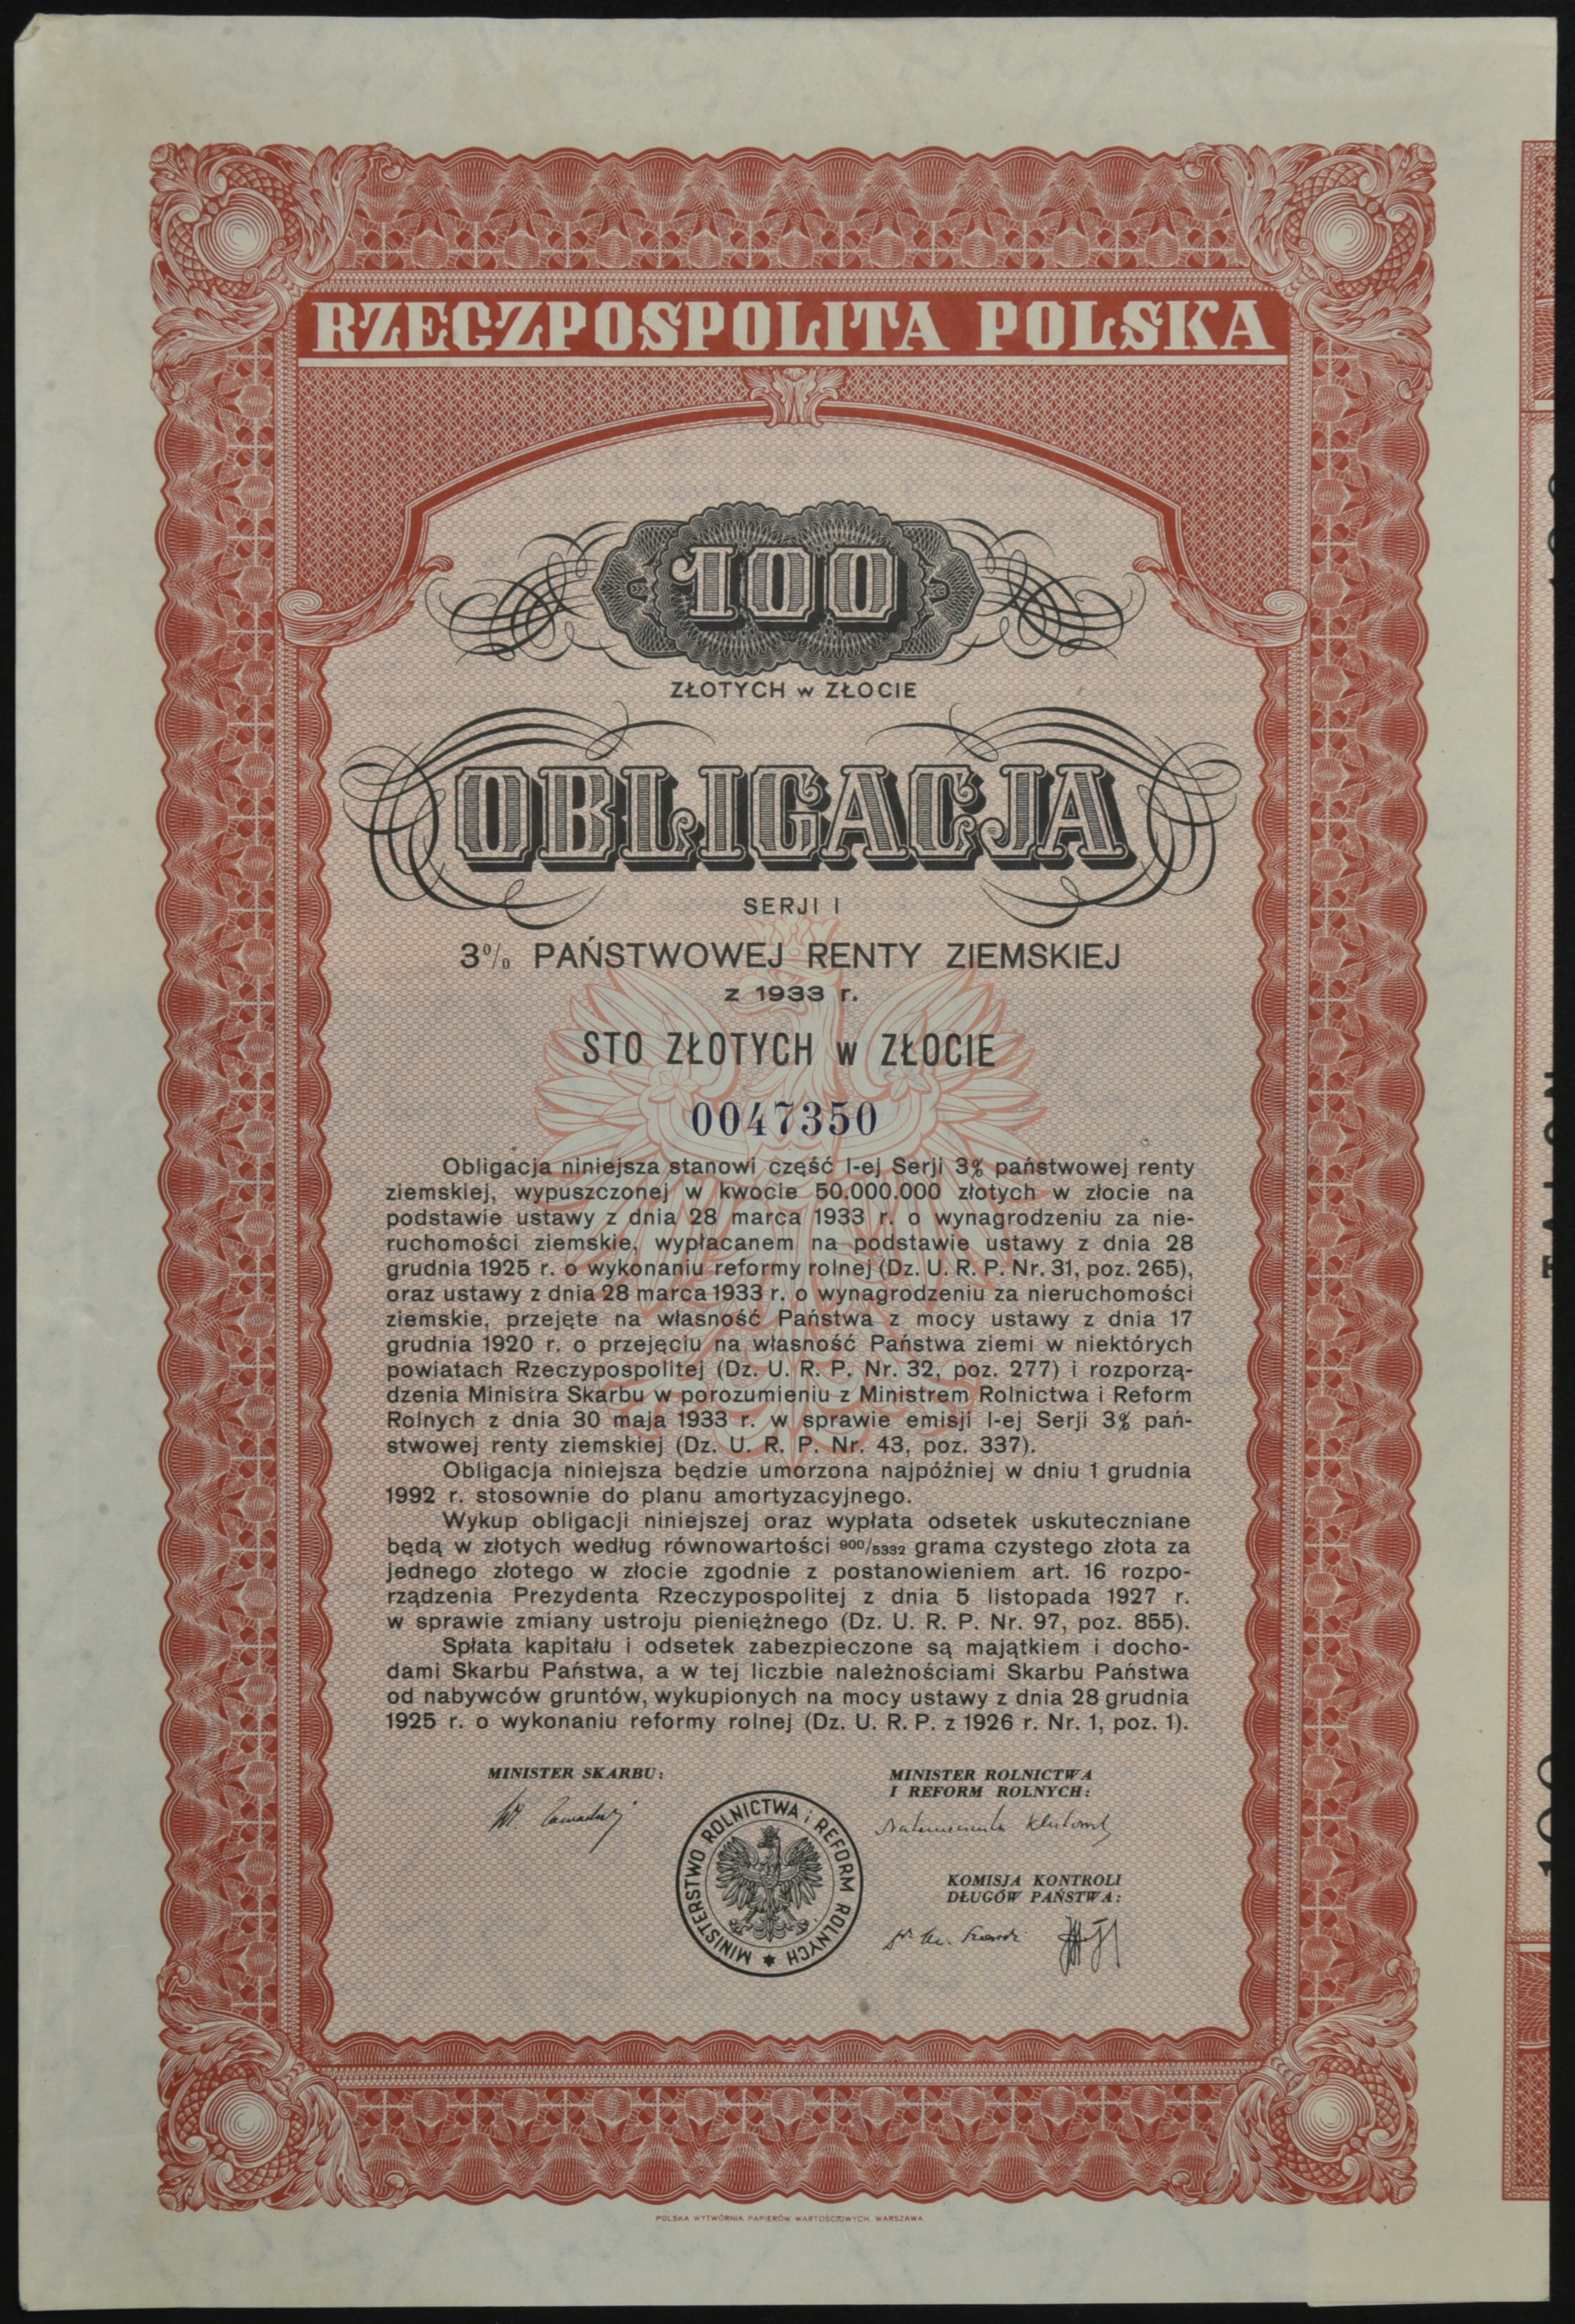 RZECZPOSPOLITA POLSKA
100
ZŁOTYCH w ZŁOCIE
OBLIGACJA
SERJI I
3% PAŃSTWOWEJ RENTY ZIEMSKIEJ
z 1933 r.
STO ZŁOTYCH w ZŁOCIE
0047350
Obligacja niniejsza stanowi część I-ej Serji 3% państwowej renty
ziemskiej, wypuszczonej w kwocie 50.000.000 złotych w złocie na
podstawie ustawy z dnia 28 marca 1933 r. o wynagrodzeniu za nie-
ruchomości ziemskie, wypłacanem na podstawie ustawy z dnia 28
grudnia 1925 r. o wykonaniu reformy rolnej (Dz. U. R. P. Nr. 31, poz. 265),
oraz ustawy z dnia 28 marca 1933 r. o wynagrodzeniu za nieruchomości
ziemskie, przejęte na własność Państwa z mocy ustawy z dnia 17
grudnia 1920 r. o przejęciu na własność Państwa ziemi w niektórych
powiatach Rzeczypospolitej (Dz. U. R. P. Nr. 32, poz. 277) i rozporzą-
dzenia Ministra Skarbu w porozumieniu z Ministrem Rolnictwa i Reform
Rolnych z dnia 30 maja 1933 r. w sprawie emisji I-ej Serji 3% pań-
stwowej renty ziemskiej (Dz. U. R. P. Nr. 43, poz. 337).
Obligacja niniejsza będzie umorzona najpóźniej w dniu 1 grudnia
1992 r. stosownie do planu amortyzacyjnego.
Wykup obligacji niniejszej oraz wypłata odsetek uskuteczniane
będą w złotych według równowartości 900/5332 grama czystego złota za
jednego złotego w złocie zgodnie z postanowieniem art. 16 rozpo-
rządzenia Prezydenta Rzeczypospolitej z dnia 5 listopada 1927 r.
w sprawie zmiany ustroju pieniężnego (Dz. U. R. P. Nr. 97, poz. 855).
Spłata kapitału i odsetek zabezpieczone są majątkiem i docho-
dami Skarbu Państwa, a w tej liczbie należnościami Skarbu Państwa
od nabywców gruntów, wykupionych na mocy ustawy z dnia 28 grudnia
1925 r. o wykonaniu reformy rolnej (Dz. U. R. P. z 1926 r. Nr. 1, poz. 1).
MINISTER SKARBU:
MINISTER ROLNICTWA
I REFORM ROLNYCH:
MINISTERSTWO ROLNICTWA i REFORM ROLNYCH
KOMISJA KONTROLI
DŁUGÓW PAŃSTWA:
POLSKA WYTWÓRNIA PAPIERÓW WARTOŚCIOWYCH. WARSZAWA